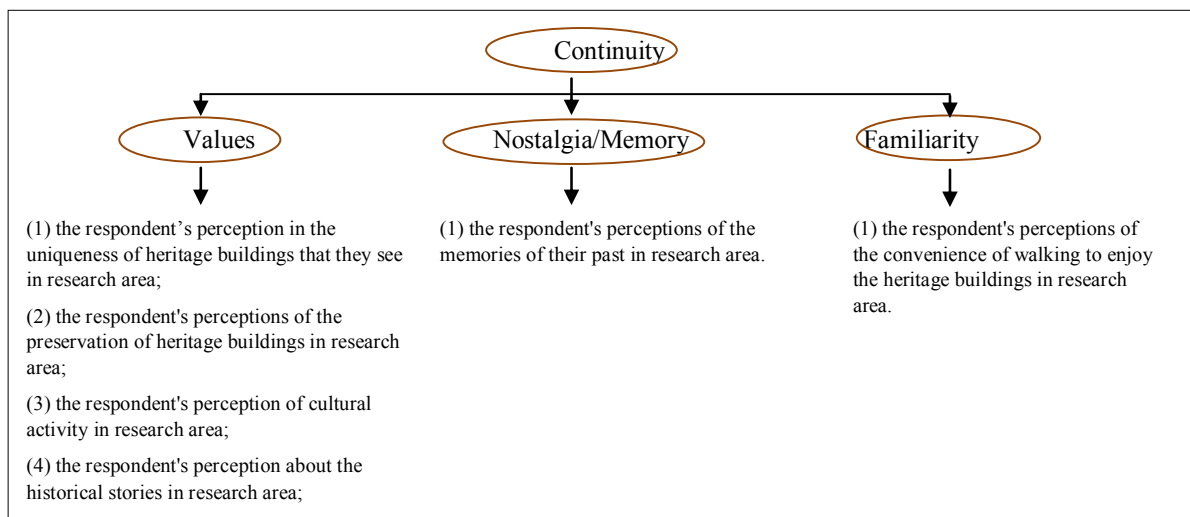 Continuity
Values
Nostalgia/Memory
Familiarity
(1) the respondent’s perception in the
uniqueness of heritage buildings that they see
in research area;
(2) the respondent's perceptions of the
preservation of heritage buildings in research
area;
(3) the respondent's perception of cultural
activity in research area;
(4) the respondent's perception about the
historical stories in research area;
(1) the respondent's perceptions of the
memories of their past in research area.
(1) the respondent's perceptions of
the convenience of walking to enjoy
the heritage buildings in research
area.